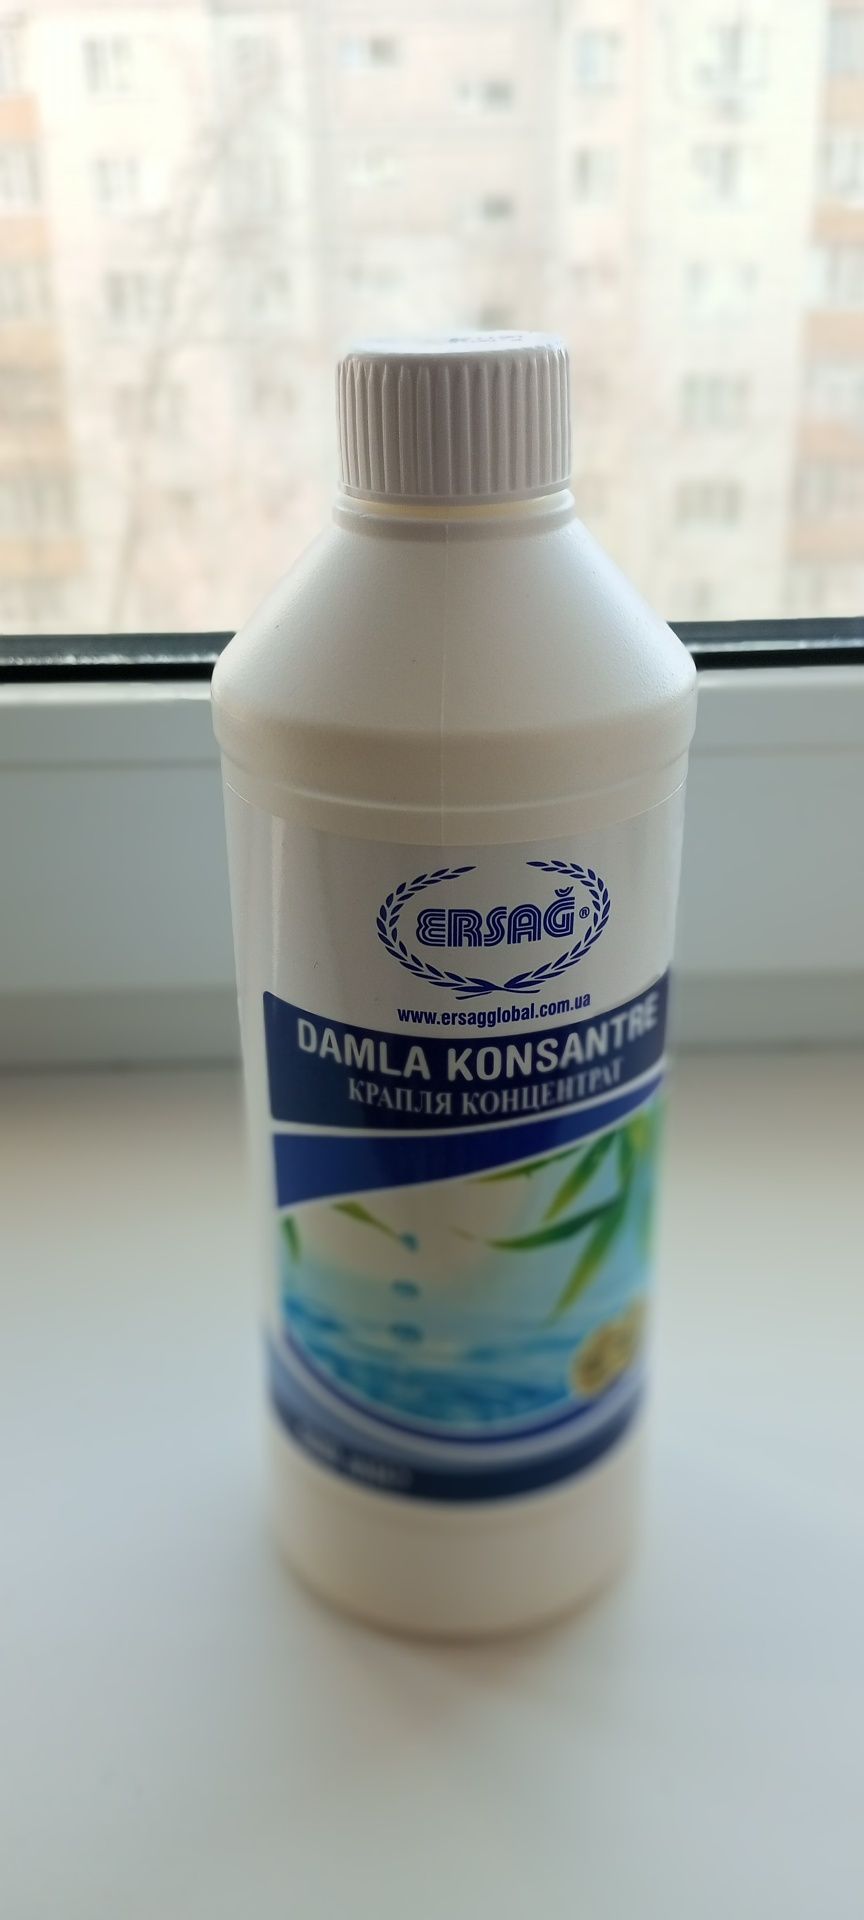 ERSAĞ®
www.ersagglobal.com.ua
DAMLA KONSANTRE
КРАПЛЯ КОНЦЕНТРАТ